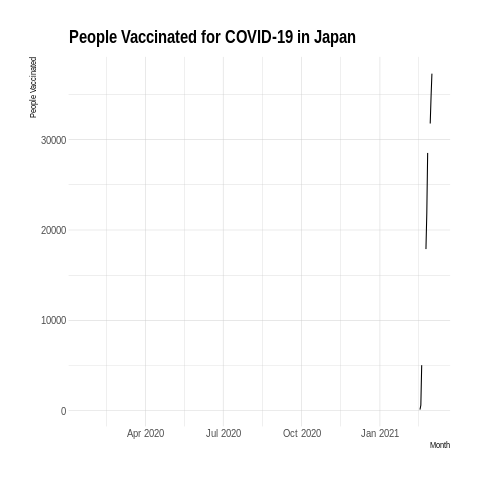 People Vaccinated for COVID-19 in Japan
People Vaccinated
30000
20000
10000
0
Apr 2020
Jul 2020
Oct 2020
Jan 2021
Month